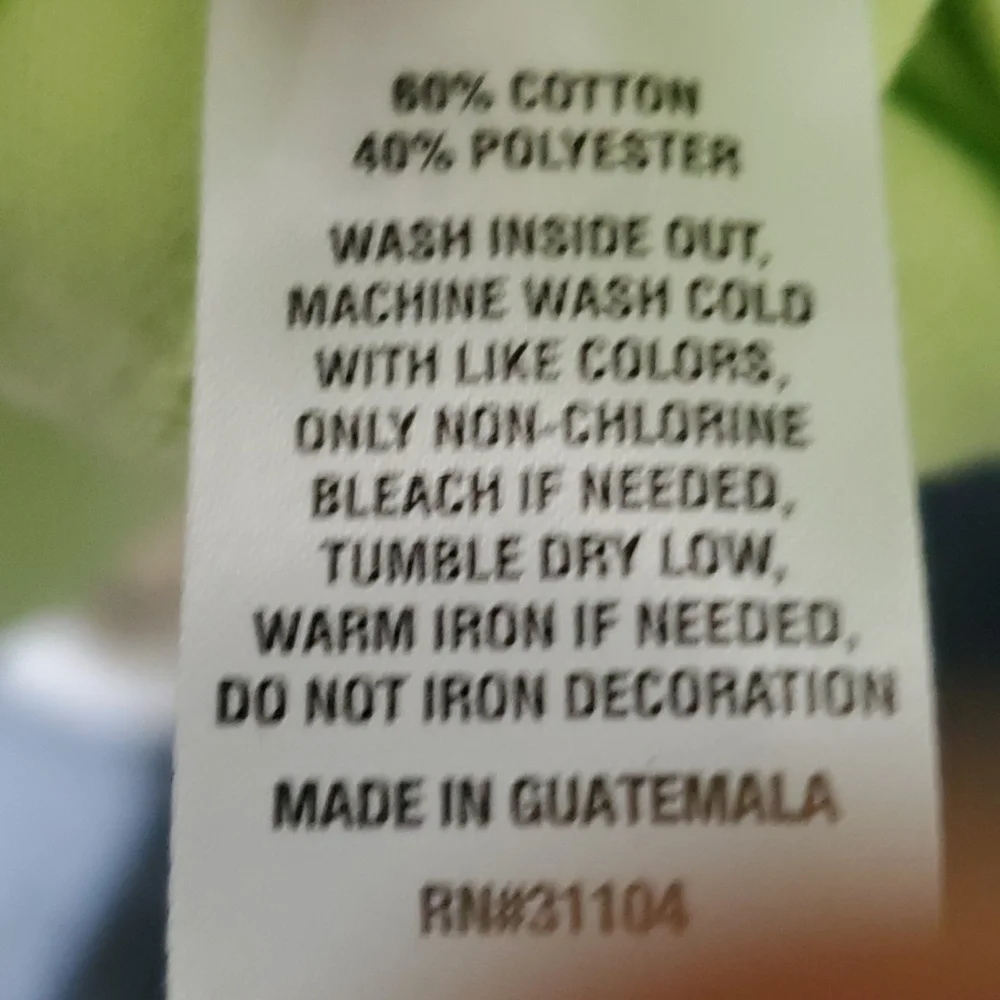 60% COTTON
40% POLYESTER
WASH INSIDE OUT,
MACHINE WASH COLD
WITH LIKE COLORS,
ONLY NON-CHLORINE
BLEACH IF NEEDED,
TUMBLE DRY LOW,
WARM IRON IF NEEDED,
DO NOT IRON DECORATION
MADE IN GUATEMALA
RN#31104